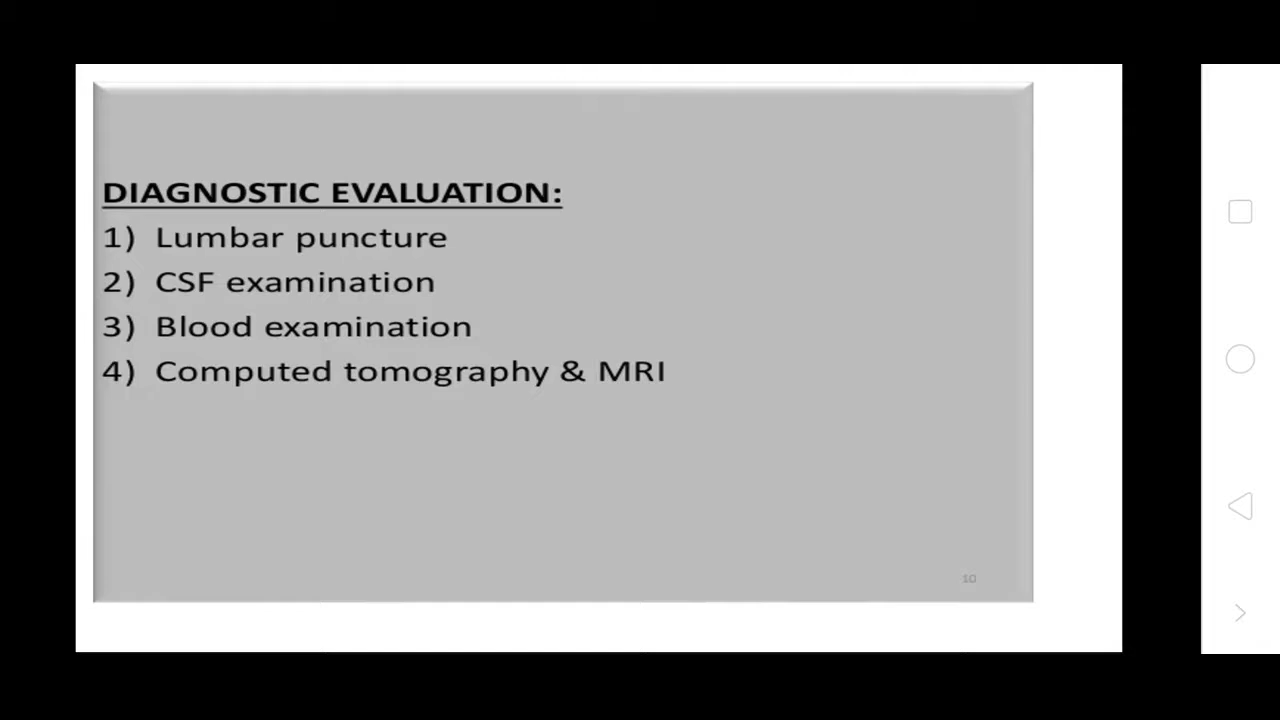 DIAGNOSTIC EVALUATION:
1) Lumbar puncture
2) CSF examination
3) Blood examination
4) Computed tomography & MRI
10